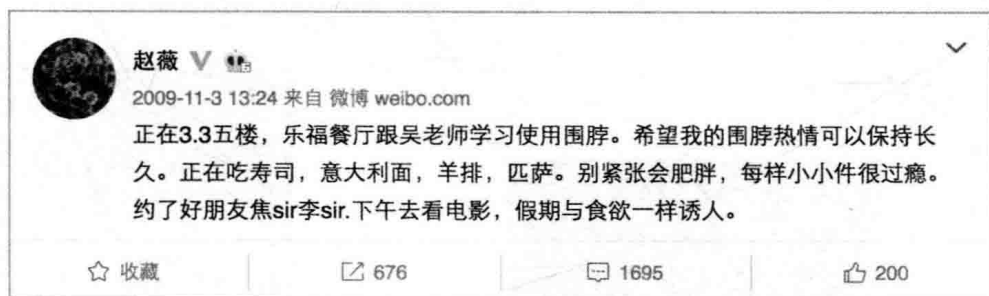 赵薇
2009-11-3 13:24 来自 微博 weibo.com
正在3.3五楼，乐福餐厅跟吴老师学习使用围脖。希望我的围脖热情可以保持长
久。正在吃寿司，意大利面，羊排，匹萨。别紧张会肥胖，每样小小件很过瘾。
约了好朋友焦sir李sir.下午去看电影，假期与食欲一样诱人。
收藏 676 1695 200